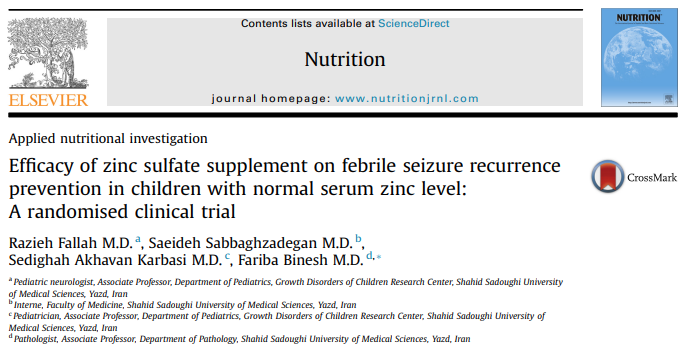 Contents lists available at ScienceDirect
NUTRITION
Nutrition
ELSEVIER
journal homepage: www.nutritionjrnl.com
Applied nutritional investigation
Efficacy of zinc sulfate supplement on febrile seizure recurrence
prevention in children with normal serum zinc level:
A randomised clinical trial
CrossMark
Razieh Fallah M.D. a, Saeideh Sabbaghzadegan M.D. b,
Sedighah Akhavan Karbasi M.D. c, Fariba Binesh M.D. d,*
a Pediatric neurologist, Associate Professor, Department of Pediatrics, Growth Disorders of Children Research Center, Shahid Sadoughi University
of Medical Sciences, Yazd, Iran
b Interne, Faculty of Medicine, Shahid Sadoughi University of Medical Sciences, Yazd, Iran
c Pediatrician, Associate Professor, Department of Pediatrics, Growth Disorders of Children Research Center, Shahid Sadoughi University of
Medical Sciences, Yazd, Iran
d Pathologist, Associate Professor, Department of Pathology, Shahid Sadoughi University of Medical Sciences, Yazd, Iran